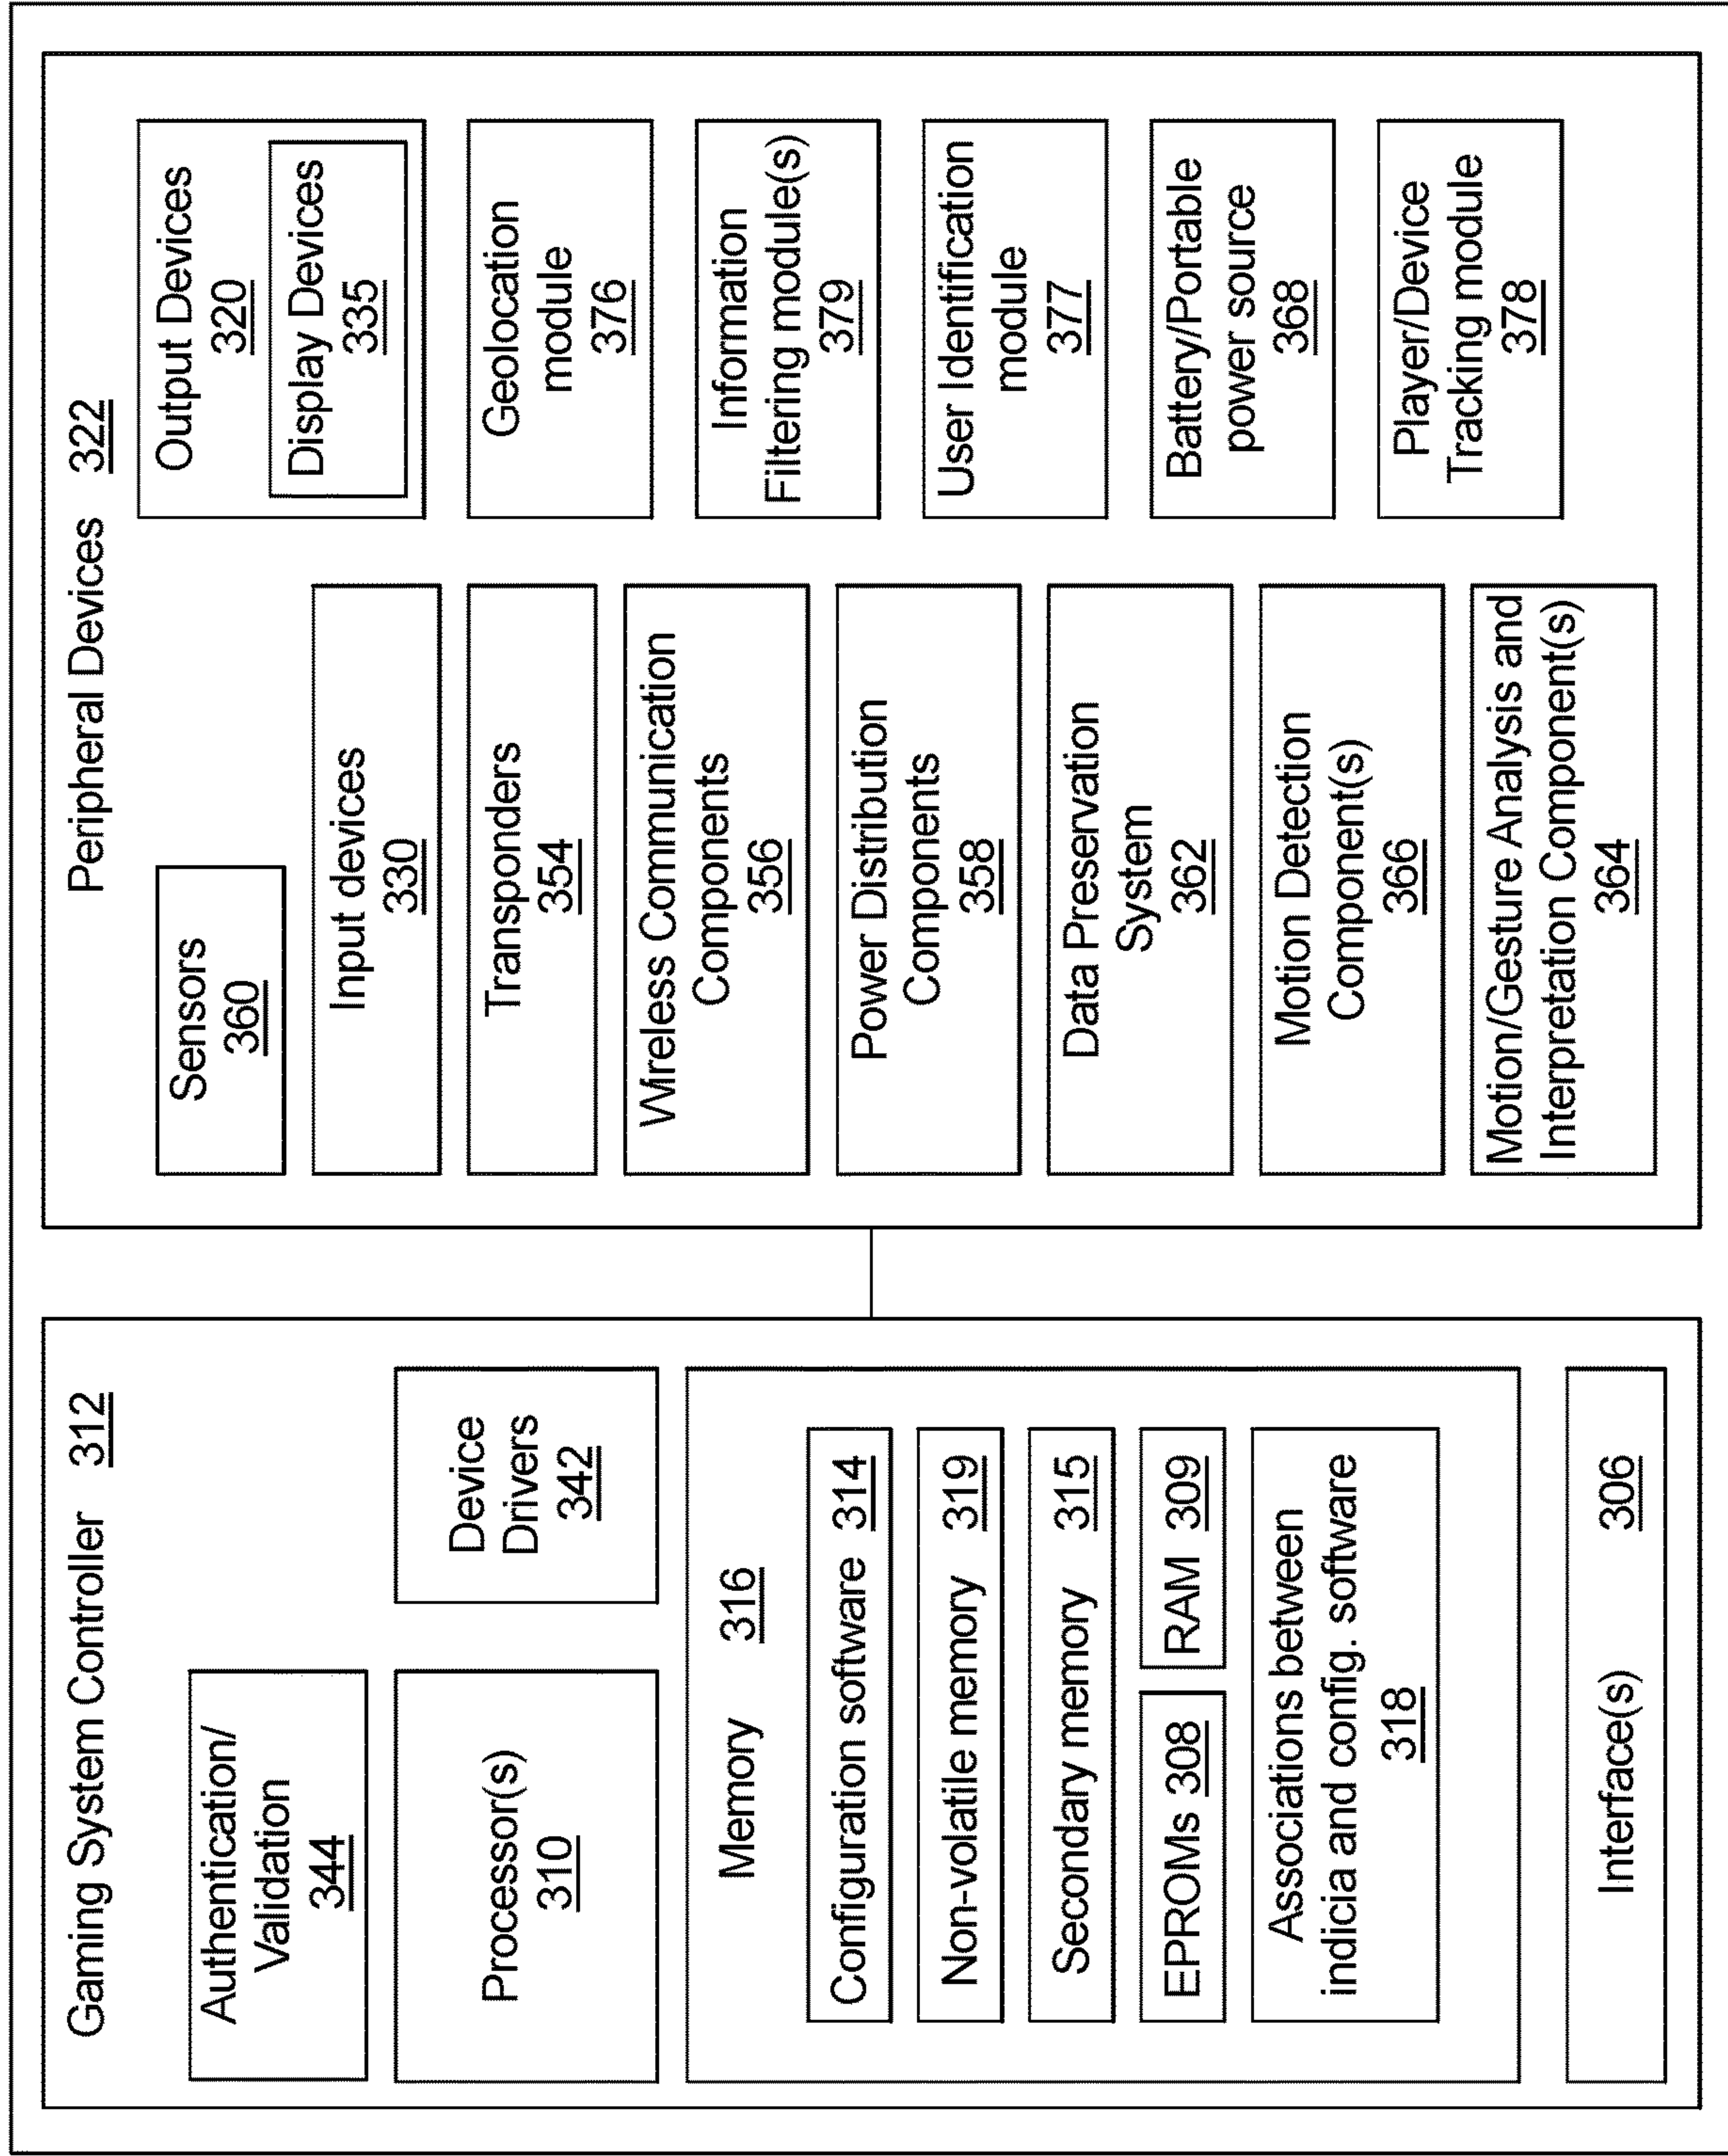 Gaming System Controller 312
Authentication/
Validation
344
Processor(s)
310
Device
Drivers
342
Memory 316
Configuration software 314
Non-volatile memory 319
Secondary memory 315
EPROMs 308
RAM 309
Associations between
indicia and config. software
318
Interface(s) 306
Peripheral Devices 322
Sensors
360
Input devices
330
Transponders
354
Wireless Communication
Components
356
Power Distribution
Components
358
Data Preservation
System
362
Motion Detection
Component(s)
366
Motion/Gesture Analysis and
Interpretation Component(s)
364
Output Devices
320
Display Devices
335
Geolocation
module
376
Information
Filtering module(s)
379
User Identification
module
377
Battery/Portable
power source
368
Player/Device
Tracking module
378